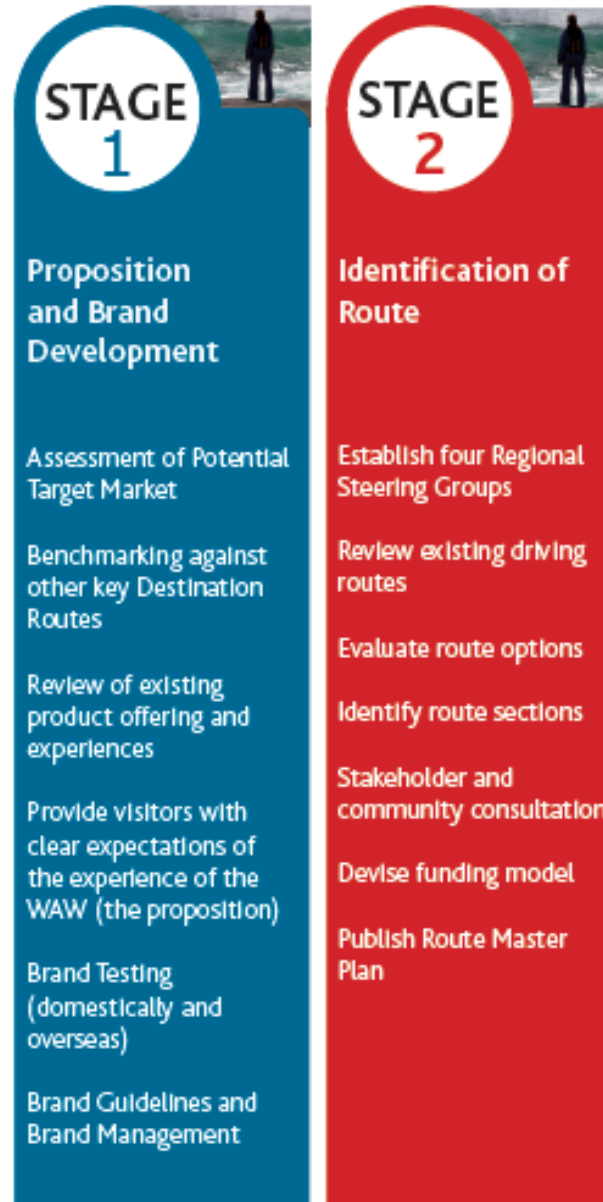 STAGE
1
Proposition
and Brand
Development
Assessment of Potential
Target Market
Benchmarking against
other key Destination
Routes
Review of existing
product offering and
experiences
Provide visitors with
clear expectations of
the experience of the
WAW (the proposition)
Brand Testing
(domestically and
overseas)
Brand Guidelines and
Brand Management
STAGE
2
Identification of
Route
Establish four Regional
Steering Groups
Review existing driving
routes
Evaluate route options
Identify route sections
Stakeholder and
community consultation
Devise funding model
Publish Route Master
Plan